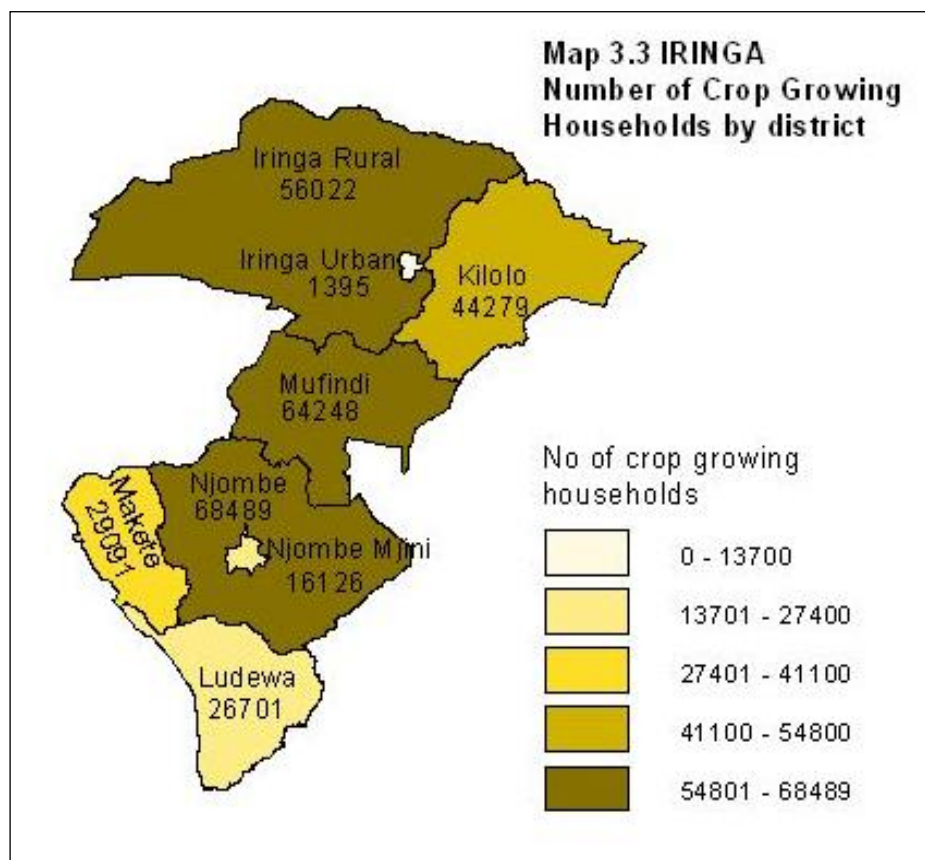 Map 3.3 IRINGA
Number of Crop Growing
Households by district
Iringa Rural
56022
Iringa Urban
1395
Kilolo
44279
Mufindi
64248
Njombe
68489
Makete
29091
Njombe Mjini
16126
Ludewa
26701
No of crop growing
households
0 - 13700
13701 - 27400
27401 - 41100
41100 - 54800
54801 - 68489